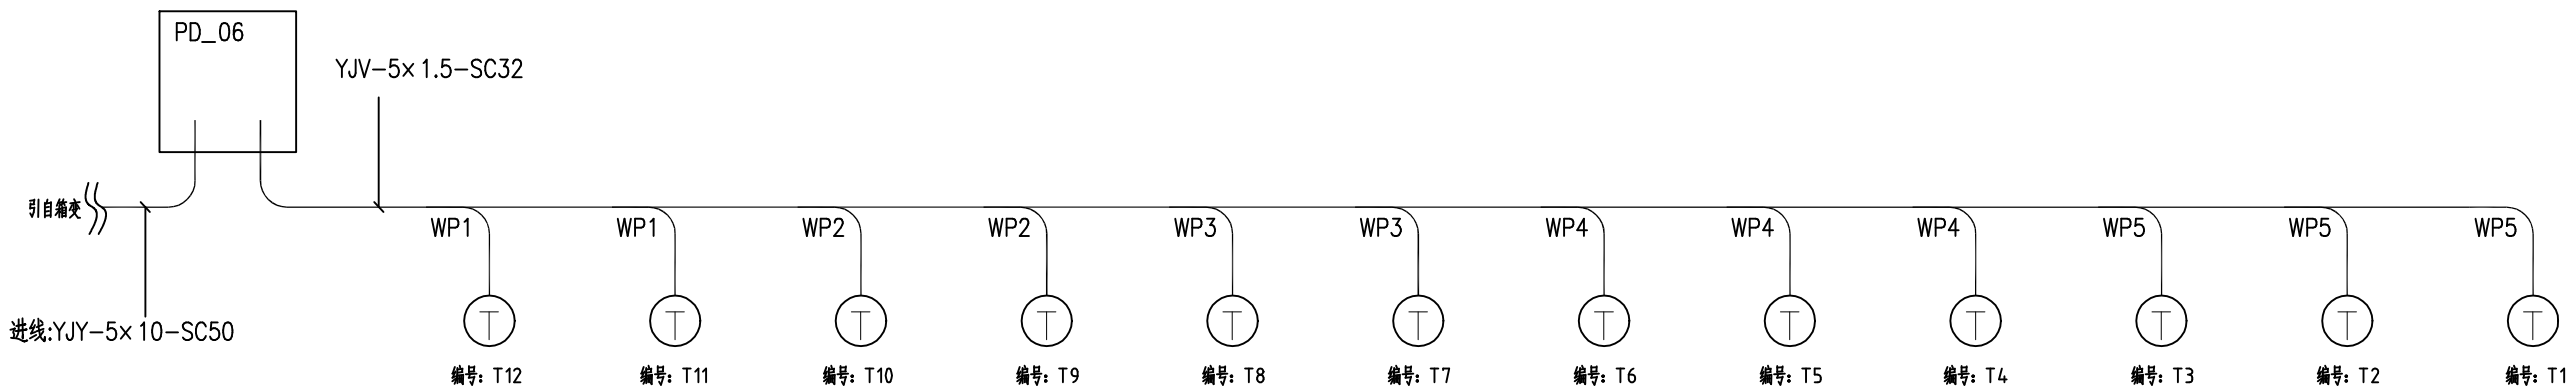 PD_06
YJV-5×1.5-SC32
引自箱变
WP1
WP1
WP2
WP2
WP3
WP3
WP4
WP4
WP4
WP5
WP5
WP5
进线:YJY-5×10-SC50
T
T
T
T
T
T
T
T
T
T
T
T
编号: T12
编号: T11
编号: T10
编号: T9
编号: T8
编号: T7
编号: T6
编号: T5
编号: T4
编号: T3
编号: T2
编号: T1